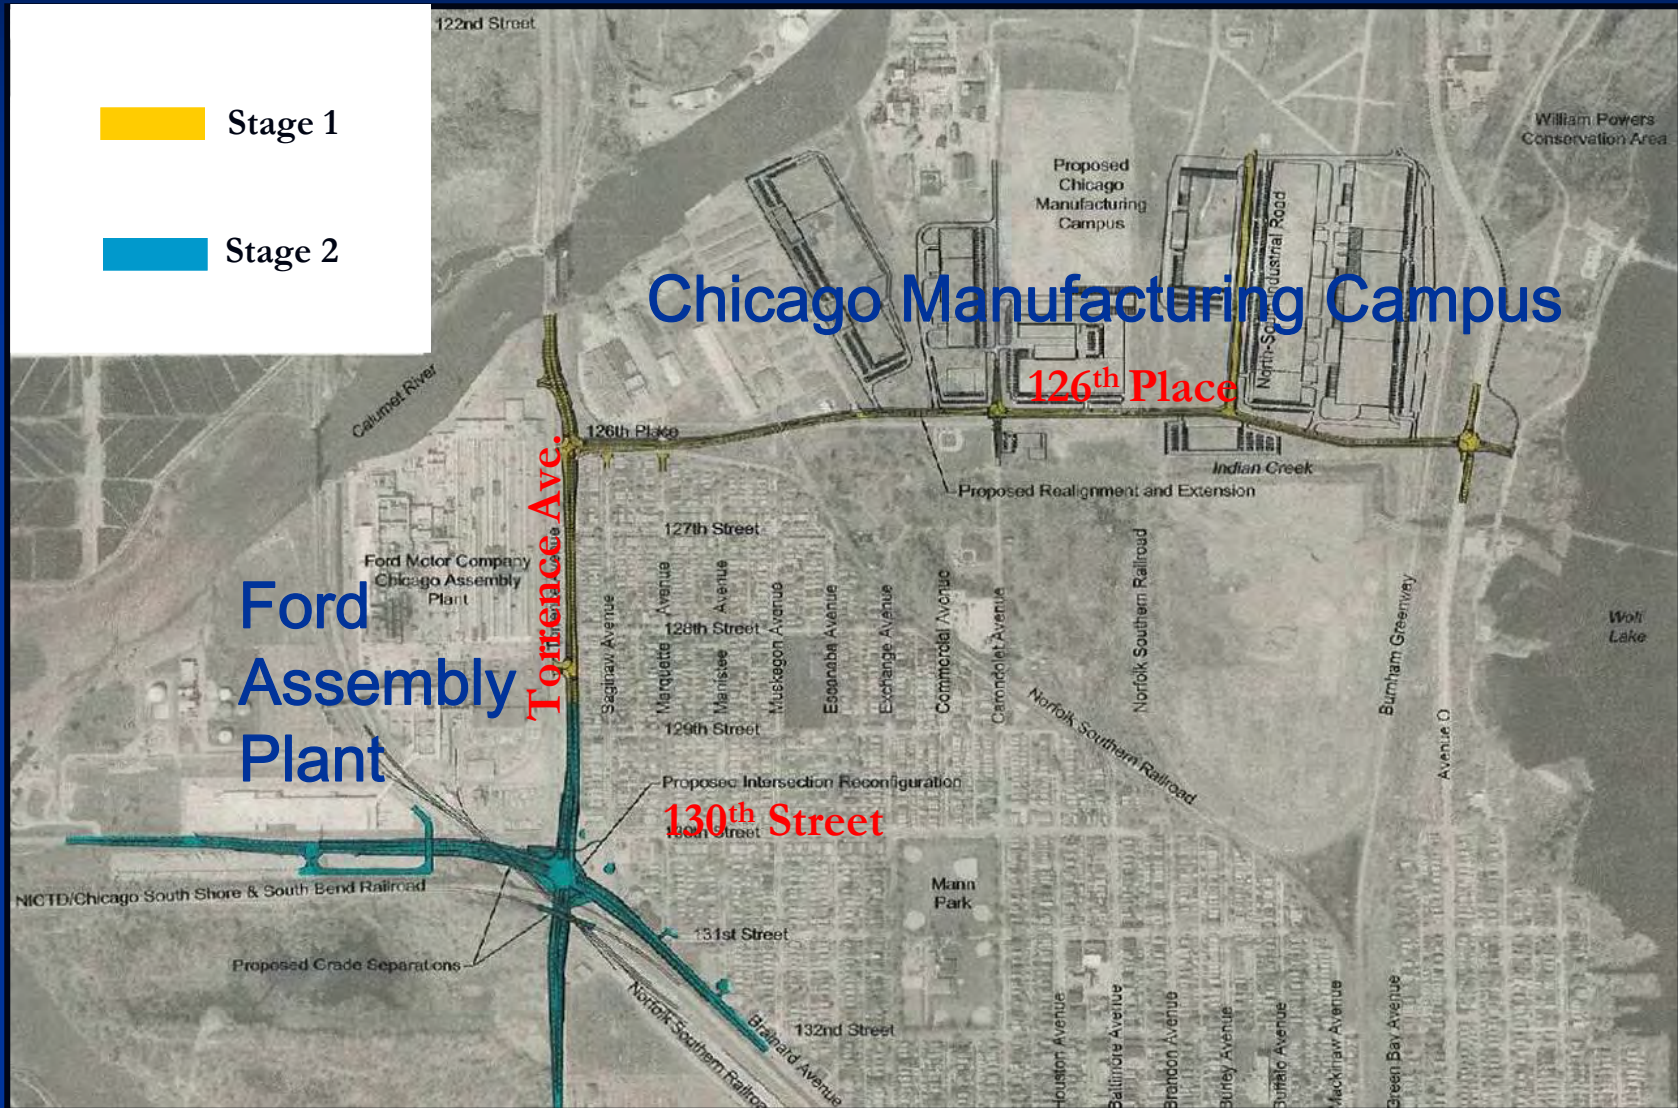 122nd Street
Stage 1
Stage 2
William Powers
Conservation Area
Proposed
Chicago
Manufacturing
Campus
North-South Industrial Road
Chicago Manufacturing Campus
Calumet River
126th Place
126th Place
Indian Creek
Proposed Realignment and Extension
Torrence Ave.
127th Street
Ford Motor Company
Chicago Assembly
Plant
Ford
Assembly
Plant
128th Street
129th Street
Saginaw Avenue
Marquette Avenue
Manistee Avenue
Muskegon Avenue
Escanaba Avenue
Exchange Avenue
Commercial Avenue
Carondolet Avenue
Norfolk Southern Railroad
Norfolk Southern Railroad
Burnham Greenway
Avenue O
Wolf
Lake
Proposed Intersection Reconfiguration
130th Street
130th Street
NICTD/Chicago South Shore & South Bend Railroad
Mann
Park
131st Street
Proposed Grade Separations
132nd Street
Norfolk Southern Railroad
Brainard Avenue
Houston Avenue
Baltimore Avenue
Brandon Avenue
Burley Avenue
Buffalo Avenue
Mackinaw Avenue
Green Bay Avenue